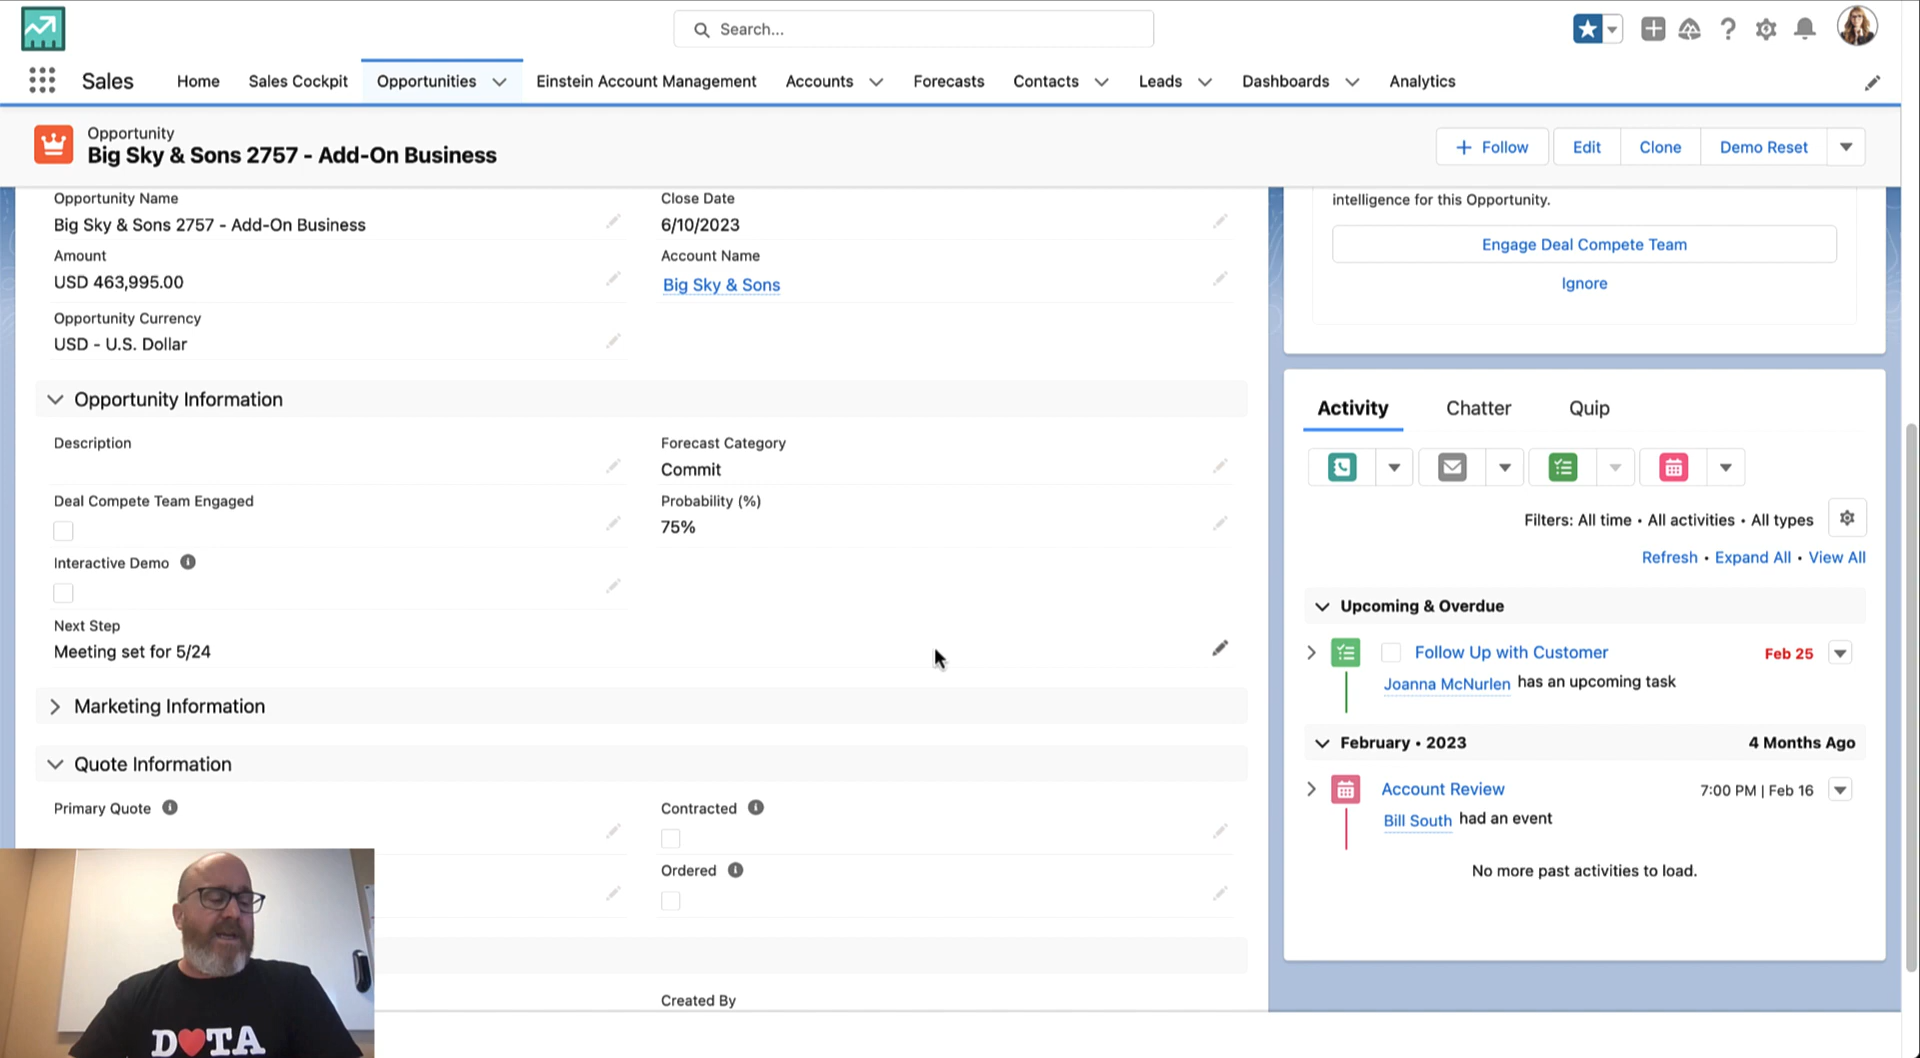 Search...
Sales
Home
Sales Cockpit
Opportunities
Einstein Account Management
Accounts
Forecasts
Contacts
Leads
Dashboards
Analytics
Opportunity
Big Sky & Sons 2757 - Add-On Business
Follow
Edit
Clone
Demo Reset
Opportunity Name
Big Sky & Sons 2757 - Add-On Business
Close Date
6/10/2023
Amount
USD 463,995.00
Account Name
Big Sky & Sons
Opportunity Currency
USD - U.S. Dollar
Opportunity Information
Description
Forecast Category
Commit
Deal Compete Team Engaged
Probability (%)
75%
Interactive Demo
Next Step
Meeting set for 5/24
Marketing Information
Quote Information
Primary Quote
Contracted
Ordered
Created By
intelligence for this Opportunity.
Engage Deal Compete Team
Ignore
Activity
Chatter
Quip
Filters: All time • All activities • All types
Refresh • Expand All • View All
Upcoming & Overdue
Follow Up with Customer
Feb 25
Joanna McNurlen has an upcoming task
February • 2023
4 Months Ago
Account Review
7:00 PM | Feb 16
Bill South had an event
No more past activities to load.
D❤TA